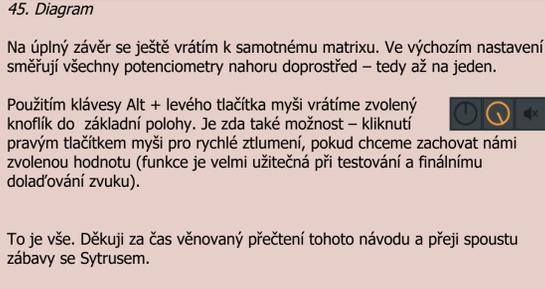 45. Diagram
Na úplný závěr se ještě vrátím k samotnému matrixu. Ve výchozím nastavení
směřují všechny potenciometry nahoru doprostřed – tedy až na jeden.
Použitím klávesy Alt + levého tlačítka myši vrátíme zvolený
knoflík do  základní polohy. Je zda také možnost – kliknutí
pravým tlačítkem myši pro rychlé ztlumení, pokud chceme zachovat námi
zvolenou hodnotu (funkce je velmi užitečná při testování a finálnímu
dolaďování zvuku).
To je vše. Děkuji za čas věnovaný přečtení tohoto návodu a přeji spoustu
zábavy se Sytrusem.